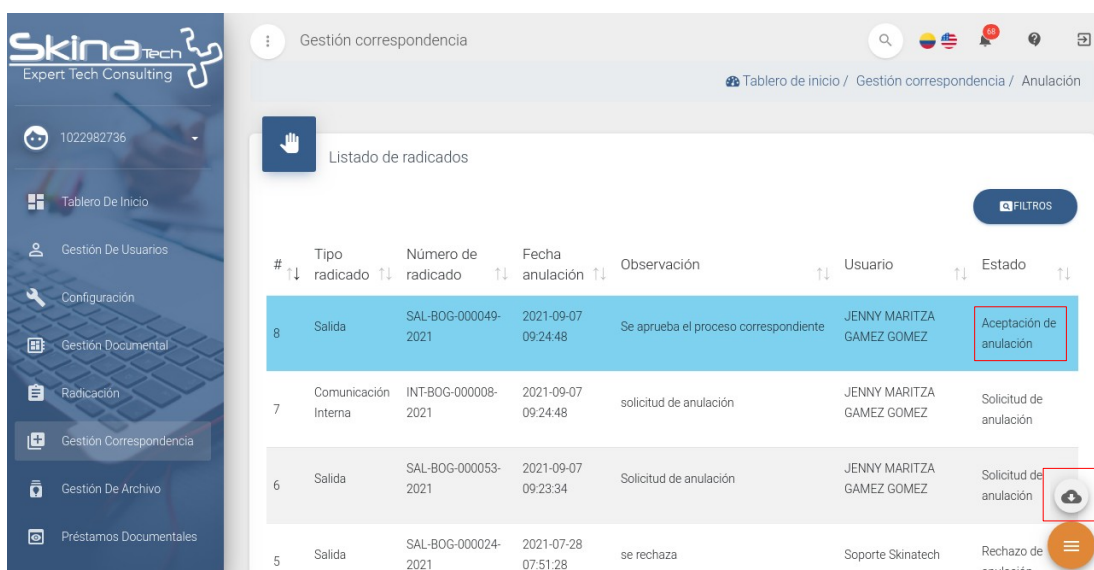 Skina Tech
Expert Tech Consulting
1022982736
Tablero De Inicio
Gestión De Usuarios
Configuración
Gestión Documental
Radicación
Gestión Correspondencia
Gestión De Archivo
Préstamos Documentales
Gestión correspondencia
68
Tablero de inicio / Gestión correspondencia / Anulación
Listado de radicados
FILTROS
# Tipo radicado Número de radicado Fecha anulación Observación Usuario Estado
8 Salida SAL-BOG-000049-2021 2021-09-07 09:24:48 Se aprueba el proceso correspondiente JENNY MARITZA GAMEZ GOMEZ Aceptación de anulación
7 Comunicación Interna INT-BOG-000008-2021 2021-09-07 09:24:48 solicitud de anulación JENNY MARITZA GAMEZ GOMEZ Solicitud de anulación
6 Salida SAL-BOG-000053-2021 2021-09-07 09:23:34 Solicitud de anulación JENNY MARITZA GAMEZ GOMEZ Solicitud de anulación
5 Salida SAL-BOG-000024-2021 2021-07-28 07:51:28 se rechaza Soporte Skinatech Rechazo de